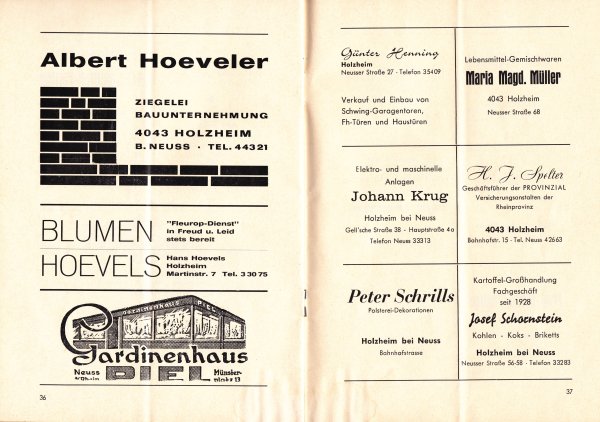 Albert Hoeveler
ZIEGELEI
BAUUNTERNEHMUNG
4043 HOLZHEIM
B. NEUSS · TEL. 44321
BLUMEN
HOEVELS
"Fleurop-Dienst"
in Freud u. Leid
stets bereit
Hans Hoevels
Holzheim
Martinstr. 7 Tel. 33075
Gardinenhaus PIEL
Gardinenhaus
Neuss
PIEL
Münster-
platz 13
36
Günter Henning
Holzheim
Neusser Straße 27 · Telefon 35409
Verkauf und Einbau von
Schwing-Garagentoren,
Fh-Türen und Haustüren
Lebensmittel-Gemischtwaren
Maria Magd. Müller
4043 Holzheim
Neusser Straße 68
Elektro- und maschinelle
Anlagen
Johann Krug
Holzheim bei Neuss
Gell'sche Straße 38 - Hauptstraße 4a
Telefon Neuss 33313
H. J. Spelter
Geschäftsführer der PROVINZIAL
Versicherungsanstalten der
Rheinprovinz
4043 Holzheim
Bahnhofstr. 15 · Tel. Neuss 42663
Peter Schrills
Polsterei-Dekorationen
Holzheim bei Neuss
Bahnhofstrasse
Kartoffel-Großhandlung
Fachgeschäft
seit 1928
Josef Schornstein
Kohlen - Koks - Briketts
Holzheim bei Neuss
Neusser Straße 56-58 · Telefon 33283
37